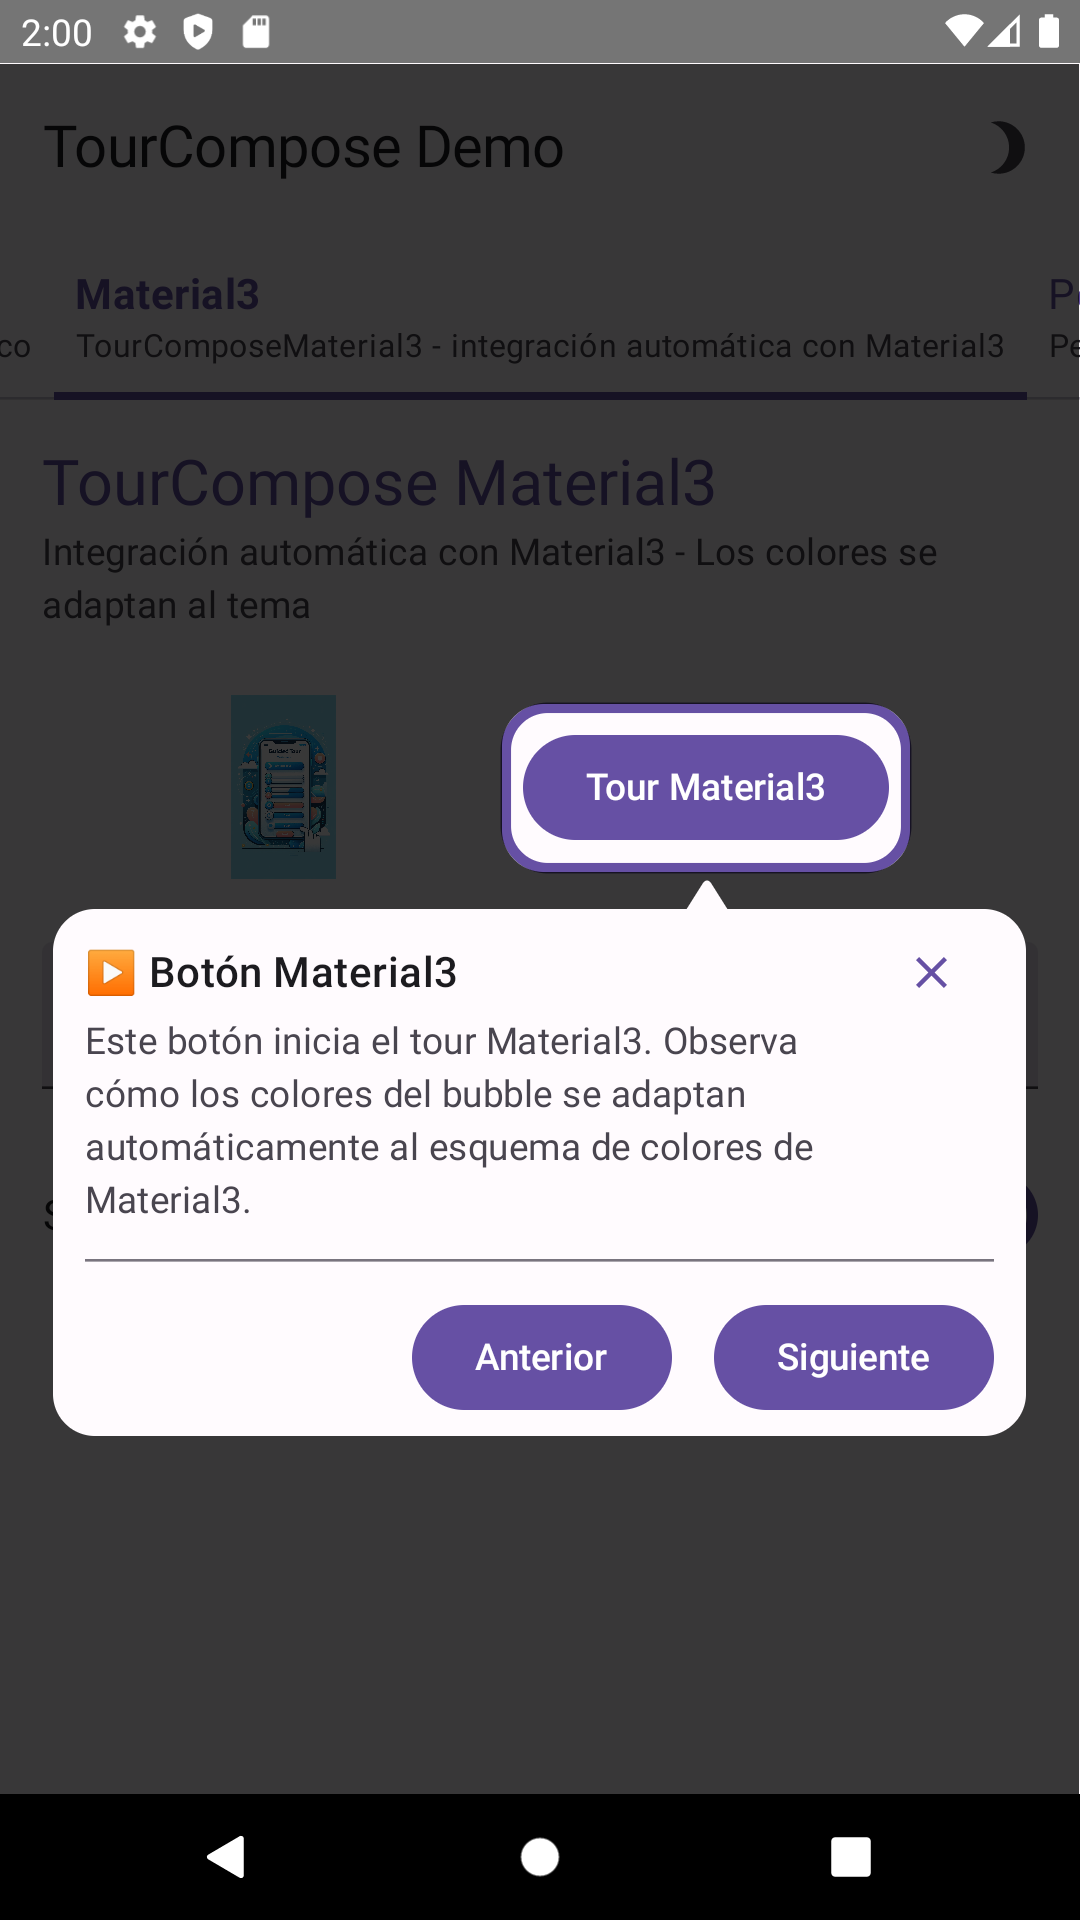 2:00
TourCompose Demo
Material3
TourComposeMaterial3 - integración automática con Material3
TourCompose Material3
Integración automática con Material3 - Los colores se
adaptan al tema
Guided Tour
Tour Material3
▶️ Botón Material3
Este botón inicia el tour Material3. Observa
cómo los colores del bubble se adaptan
automáticamente al esquema de colores de
Material3.
Anterior
Siguiente